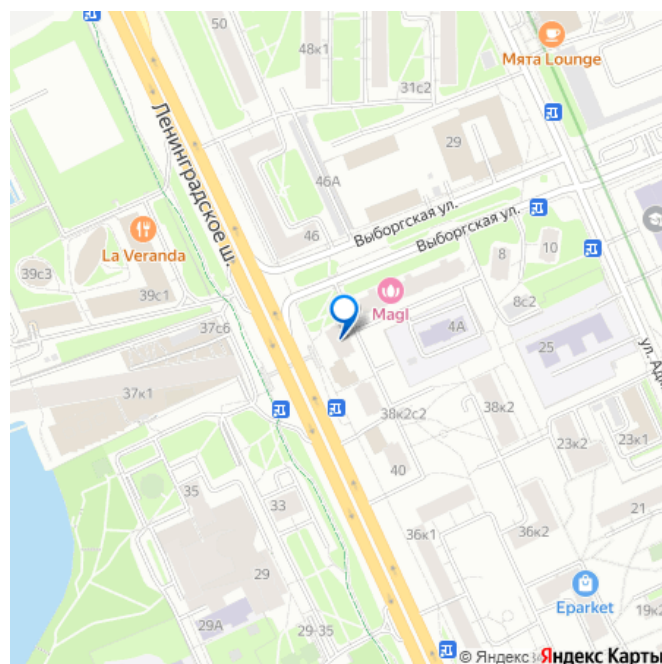 50
48к1
Мята Lounge
31с2
Ленинградское ш.
29
46А
Выборгская ул.
46
Выборгская ул.
La Veranda
39с3
39с1
8
10
Magl
8с2
37с6
4А
25
37к1
38к2с2
38к2
23к2
23к1
40
35
33
21
36к1
36к2
29
Eparket
29А
29-35
19к2
© Яндекс
Яндекс Карты